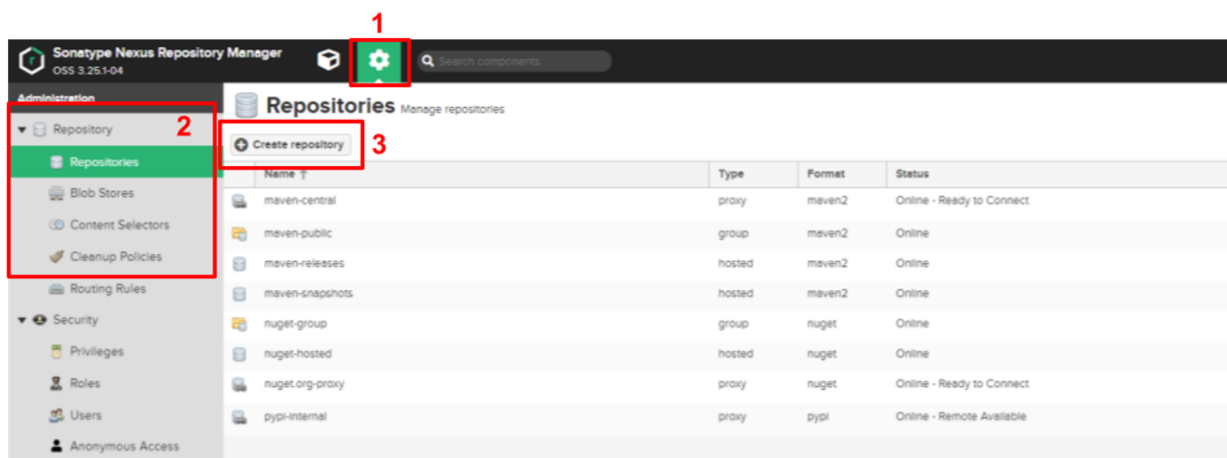 1
Sonatype Nexus Repository Manager
OSS 3.25.1-04
Search components
Administration
Repositories Manage repositories
2
Repository
Create repository
3
Repositories
Name Type Format Status
Blob Stores
maven-central proxy maven2 Online - Ready to Connect
Content Selectors
maven-public group maven2 Online
Cleanup Policies
maven-releases hosted maven2 Online
Routing Rules
maven-snapshots hosted maven2 Online
Security
nuget-group group nuget Online
Privileges
nuget-hosted hosted nuget Online
Roles
nuget.org-proxy proxy nuget Online - Ready to Connect
Users
pypi-internal proxy pypi Online - Remote Available
Anonymous Access